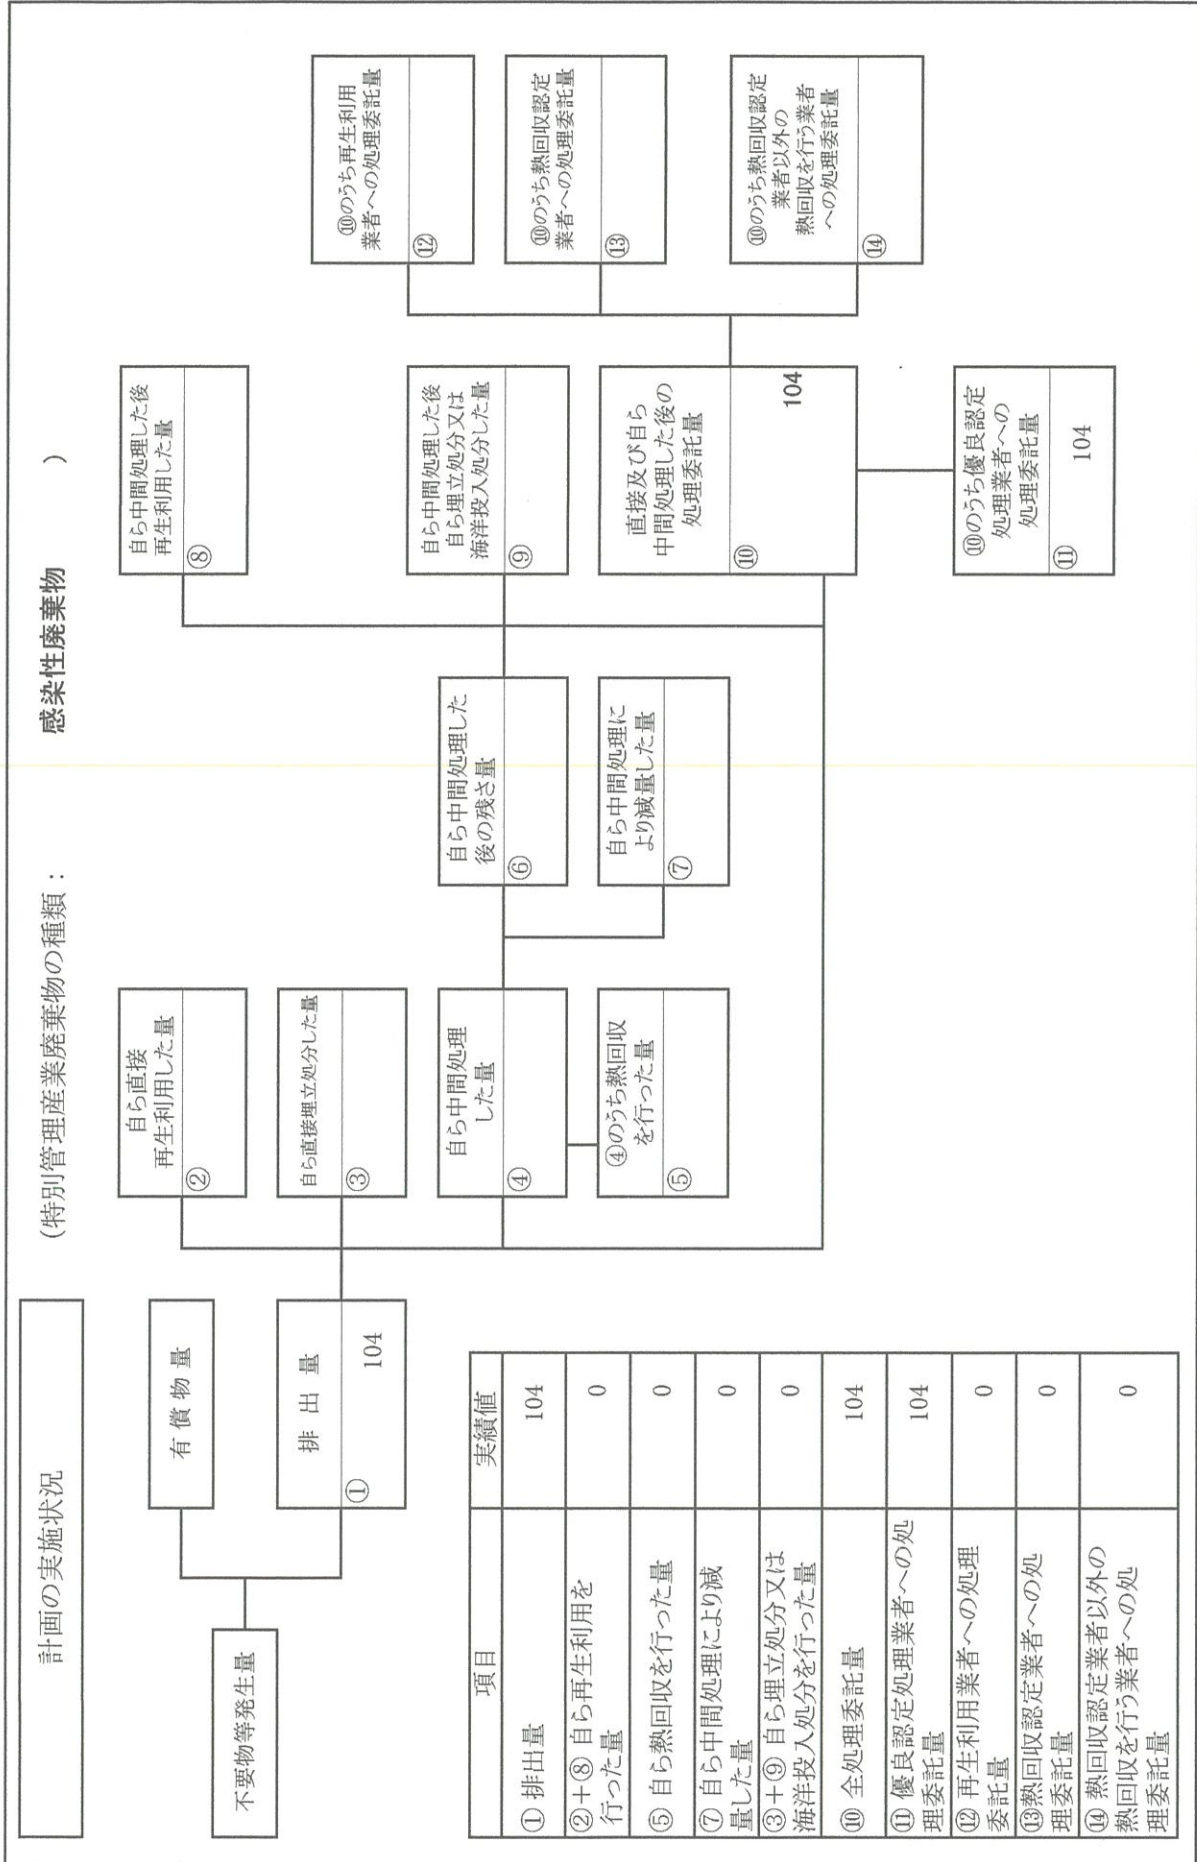 計画の実施状況
(特別管理産業廃棄物の種類：
感染性廃棄物
)
不要物等発生量
有 償 物 量
排 出 量
①
104
自ら直接
再生利用した量
②
自ら直接埋立処分した量
③
自ら中間処理
した量
④
④のうち熱回収
を行った量
⑤
自ら中間処理した
後の残さ量
⑥
自ら中間処理に
より減量した量
⑦
自ら中間処理した後
再生利用した量
⑧
自ら中間処理した後
自ら埋立処分又は
海洋投入処分した量
⑨
直接及び自ら
中間処理した後の
処理委託量
⑩
104
⑩のうち優良認定
処理業者への
処理委託量
⑪
104
⑩のうち再生利用
業者への処理委託量
⑫
⑩のうち熱回収認定
業者への処理委託量
⑬
⑩のうち熱回収認定
業者以外の
熱回収を行う業者
への処理委託量
⑭
項目 実績値
① 排出量 104
②＋⑧ 自ら再生利用を
行った量 0
⑤ 自ら熱回収を行った量 0
⑦ 自ら中間処理により減
量した量 0
③＋⑨ 自ら埋立処分又は
海洋投入処分を行った量 0
⑩ 全処理委託量 104
⑪ 優良認定処理業者への処
理委託量 104
⑫ 再生利用業者への処理
委託量 0
⑬熱回収認定業者への処
理委託量 0
⑭ 熱回収認定業者以外の
熱回収を行う業者への処
理委託量 0